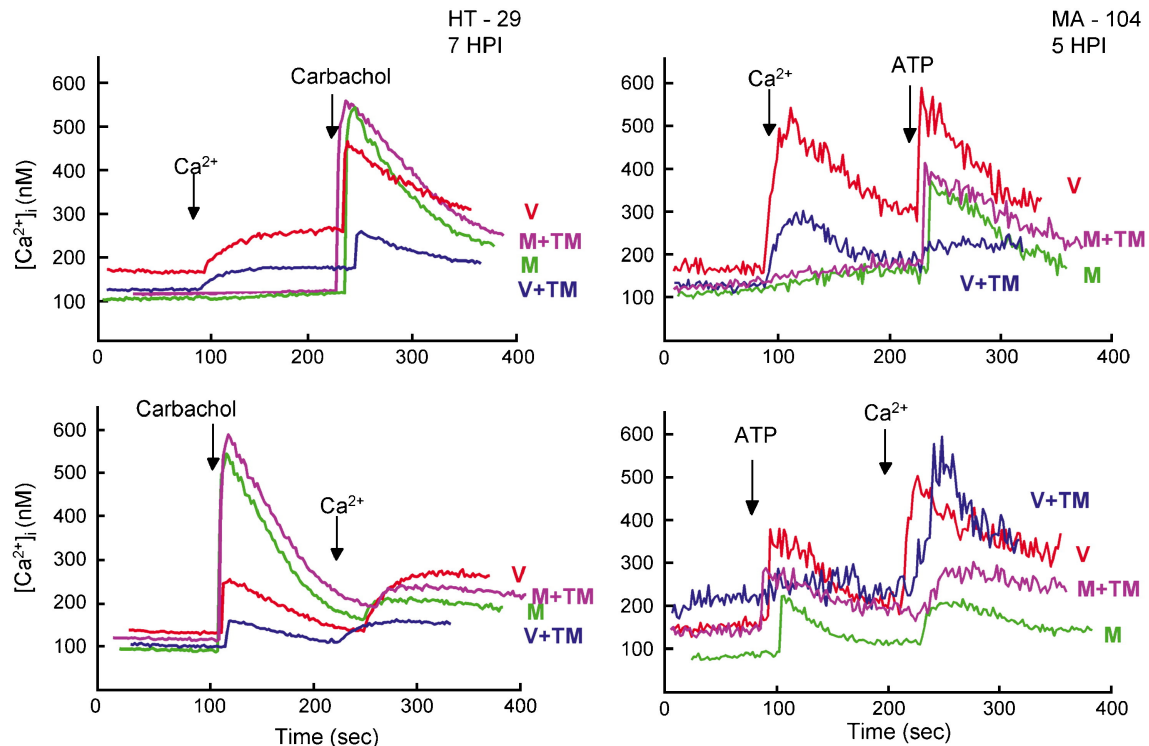 HT - 29
7 HPI
MA - 104
5 HPI
[Ca²⁺]ᵢ (nM)
600
500
400
300
200
100
0
100
200
300
400
Ca²⁺
Carbachol
V
M+TM
M
V+TM
600
500
400
300
200
100
0
100
200
300
400
Ca²⁺
ATP
V
M+TM
M
V+TM
[Ca²⁺]ᵢ (nM)
600
500
400
300
200
100
0
100
200
300
400
Time (sec)
Carbachol
Ca²⁺
V
M+TM
M
V+TM
600
500
400
300
200
100
0
100
200
300
400
Time (sec)
ATP
Ca²⁺
V+TM
V
M+TM
M